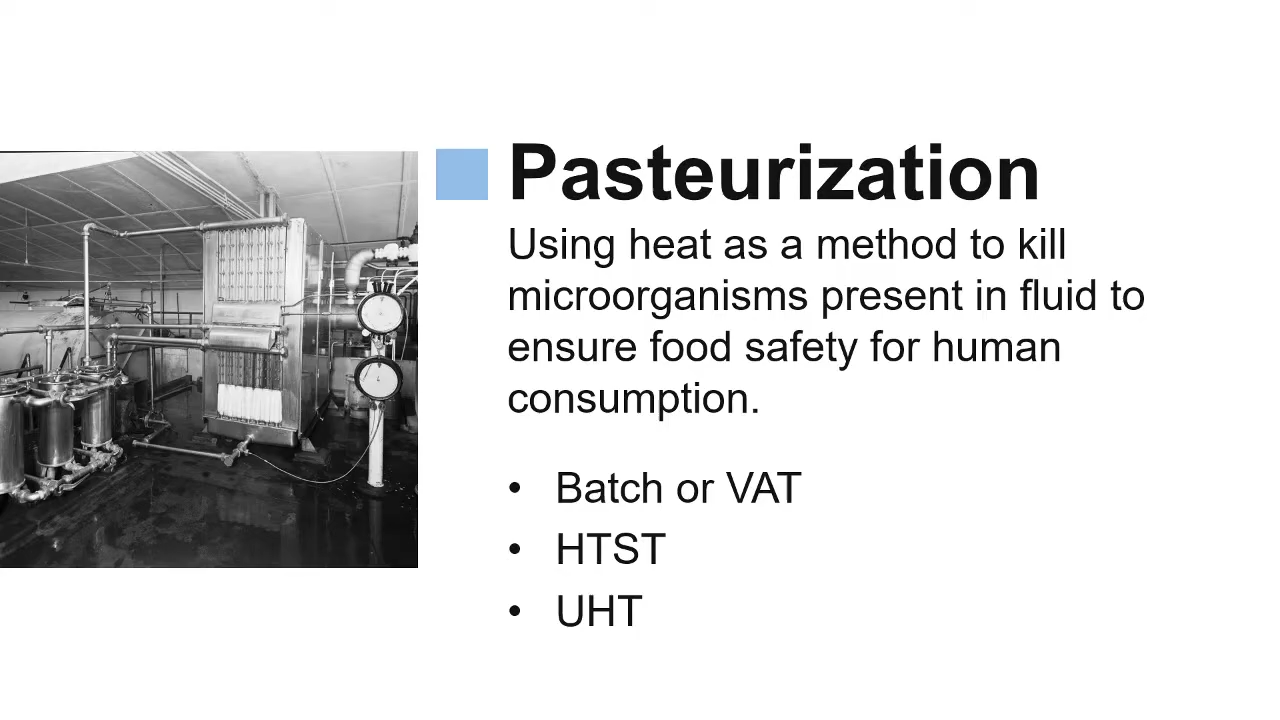 Pasteurization
Using heat as a method to kill
microorganisms present in fluid to
ensure food safety for human
consumption.
• Batch or VAT
• HTST
• UHT